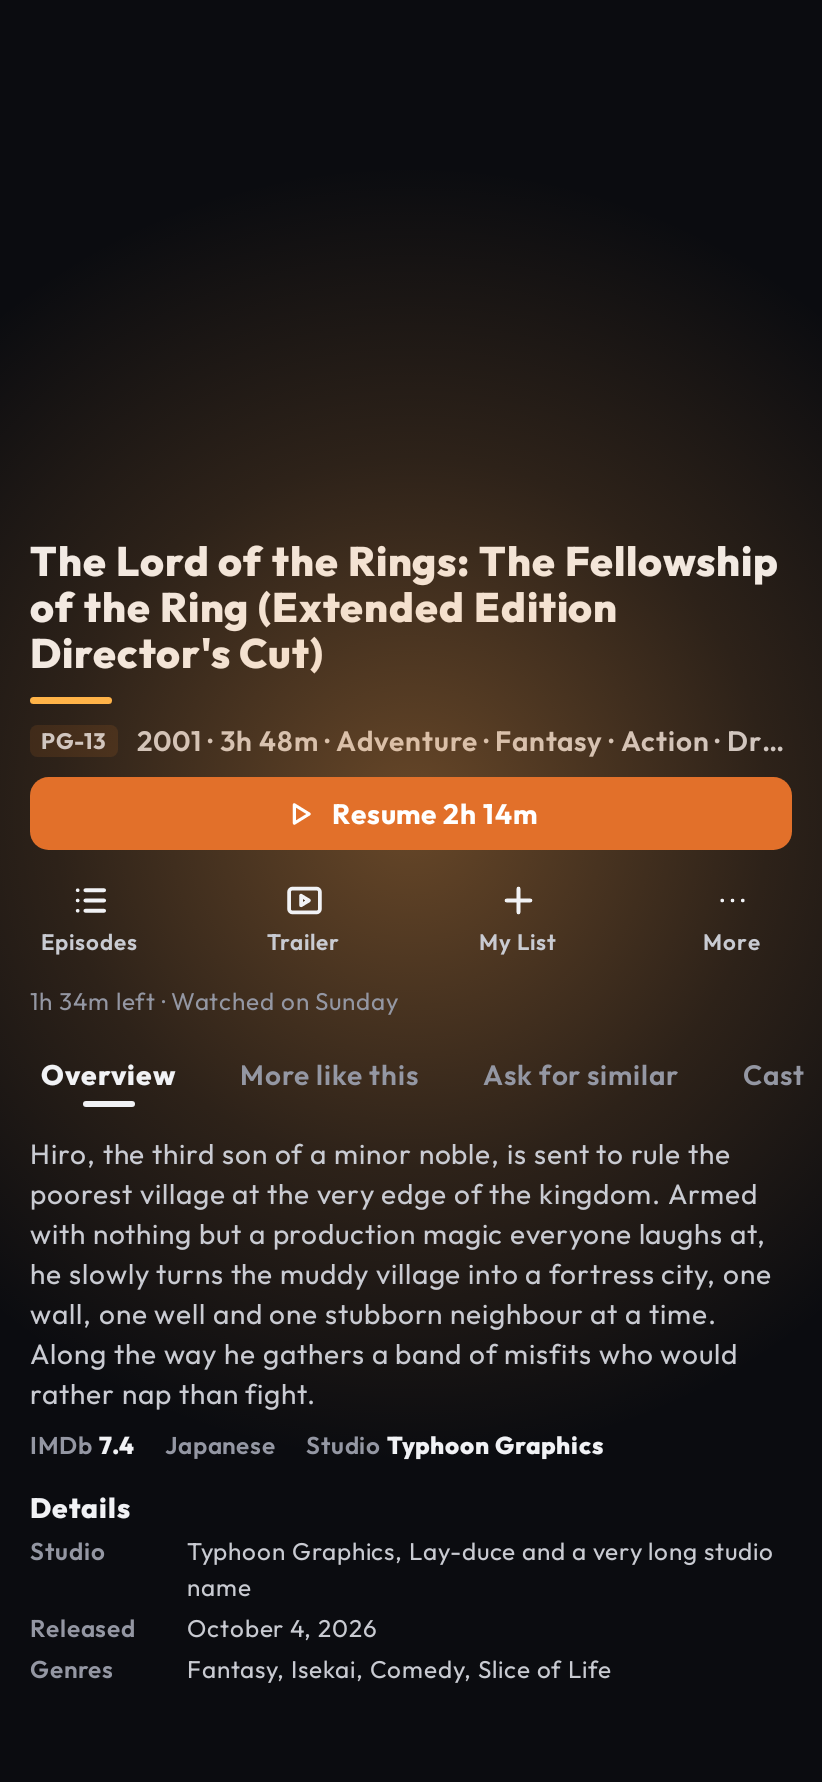 The Lord of the Rings: The Fellowship
of the Ring (Extended Edition
Director's Cut)
PG-13 2001 · 3h 48m · Adventure · Fantasy · Action · Dr...
Resume 2h 14m
Episodes Trailer My List More
1h 34m left · Watched on Sunday
Overview More like this Ask for similar Cast
Hiro, the third son of a minor noble, is sent to rule the
poorest village at the very edge of the kingdom. Armed
with nothing but a production magic everyone laughs at,
he slowly turns the muddy village into a fortress city, one
wall, one well and one stubborn neighbour at a time.
Along the way he gathers a band of misfits who would
rather nap than fight.
IMDb 7.4 Japanese Studio Typhoon Graphics
Details
Studio Typhoon Graphics, Lay-duce and a very long studio
name
Released October 4, 2026
Genres Fantasy, Isekai, Comedy, Slice of Life